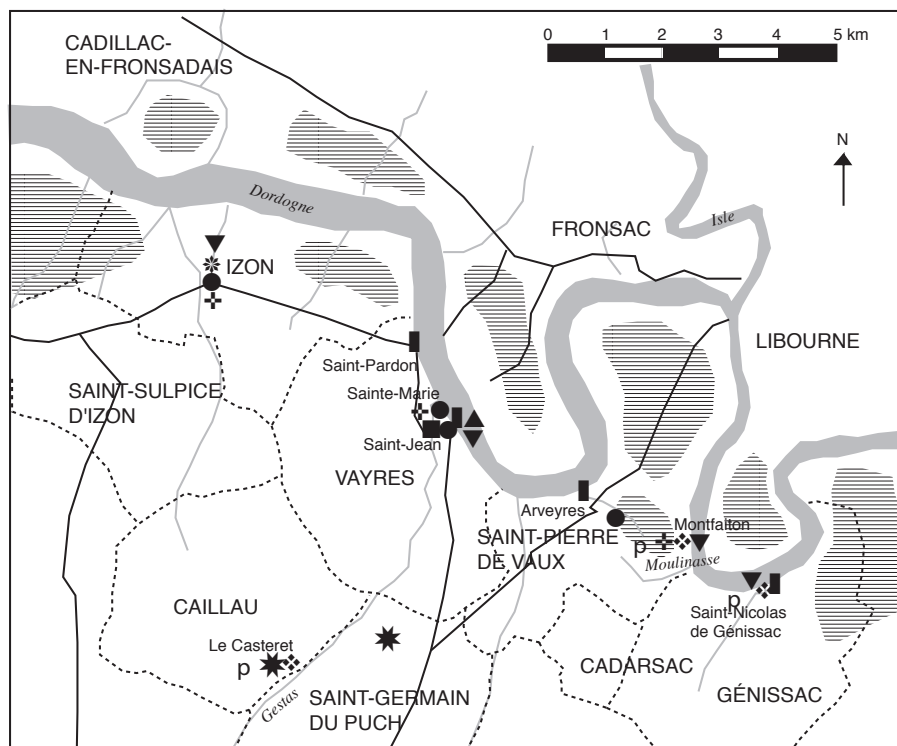 CADILLAC-
EN-FRONSADAIS
0 1 2 3 4 5 km
N
Dordogne
Isle
FRONSAC
IZON
LIBOURNE
Saint-Pardon
SAINT-SULPICE
D'IZON
Sainte-Marie
Saint-Jean
VAYRES
Arveyres
Montfaiton
SAINT-PIERRE
DE VAUX
p
Moulinasse
p
Saint-Nicolas
de Génissac
CAILLAU
Le Casteret
p
CADARSAC
GÉNISSAC
Gestas
SAINT-GERMAIN
DU PUCH